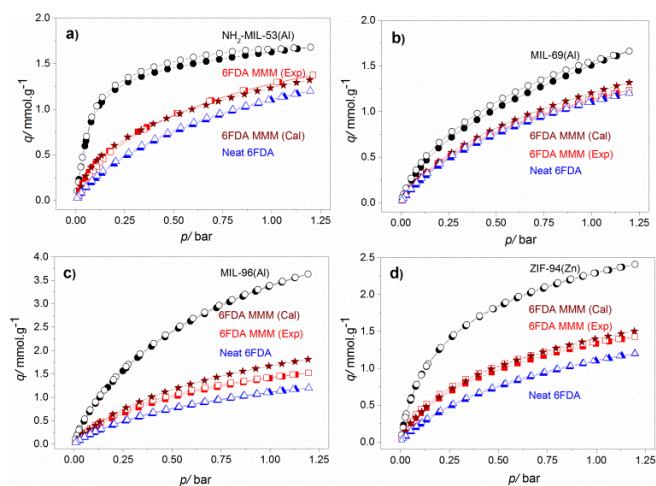 a)
NH₂-MIL-53(Al)
6FDA MMM (Exp)
6FDA MMM (Cal)
Neat 6FDA
q/ mmol.g⁻¹
2.0
1.5
1.0
0.5
0.0
0.00 0.25 0.50 0.75 1.00 1.25
p/ bar
b)
MIL-69(Al)
6FDA MMM (Cal)
6FDA MMM (Exp)
Neat 6FDA
q/ mmol.g⁻¹
2.0
1.5
1.0
0.5
0.0
0.00 0.25 0.50 0.75 1.00 1.25
p/ bar
c)
MIL-96(Al)
6FDA MMM (Cal)
6FDA MMM (Exp)
Neat 6FDA
q/ mmol.g⁻¹
4.0
3.5
3.0
2.5
2.0
1.5
1.0
0.5
0.0
0.00 0.25 0.50 0.75 1.00 1.25
p/ bar
d)
ZIF-94(Zn)
6FDA MMM (Cal)
6FDA MMM (Exp)
Neat 6FDA
q/ mmol.g⁻¹
2.5
2.0
1.5
1.0
0.5
0.0
0.00 0.25 0.50 0.75 1.00 1.25
p/ bar